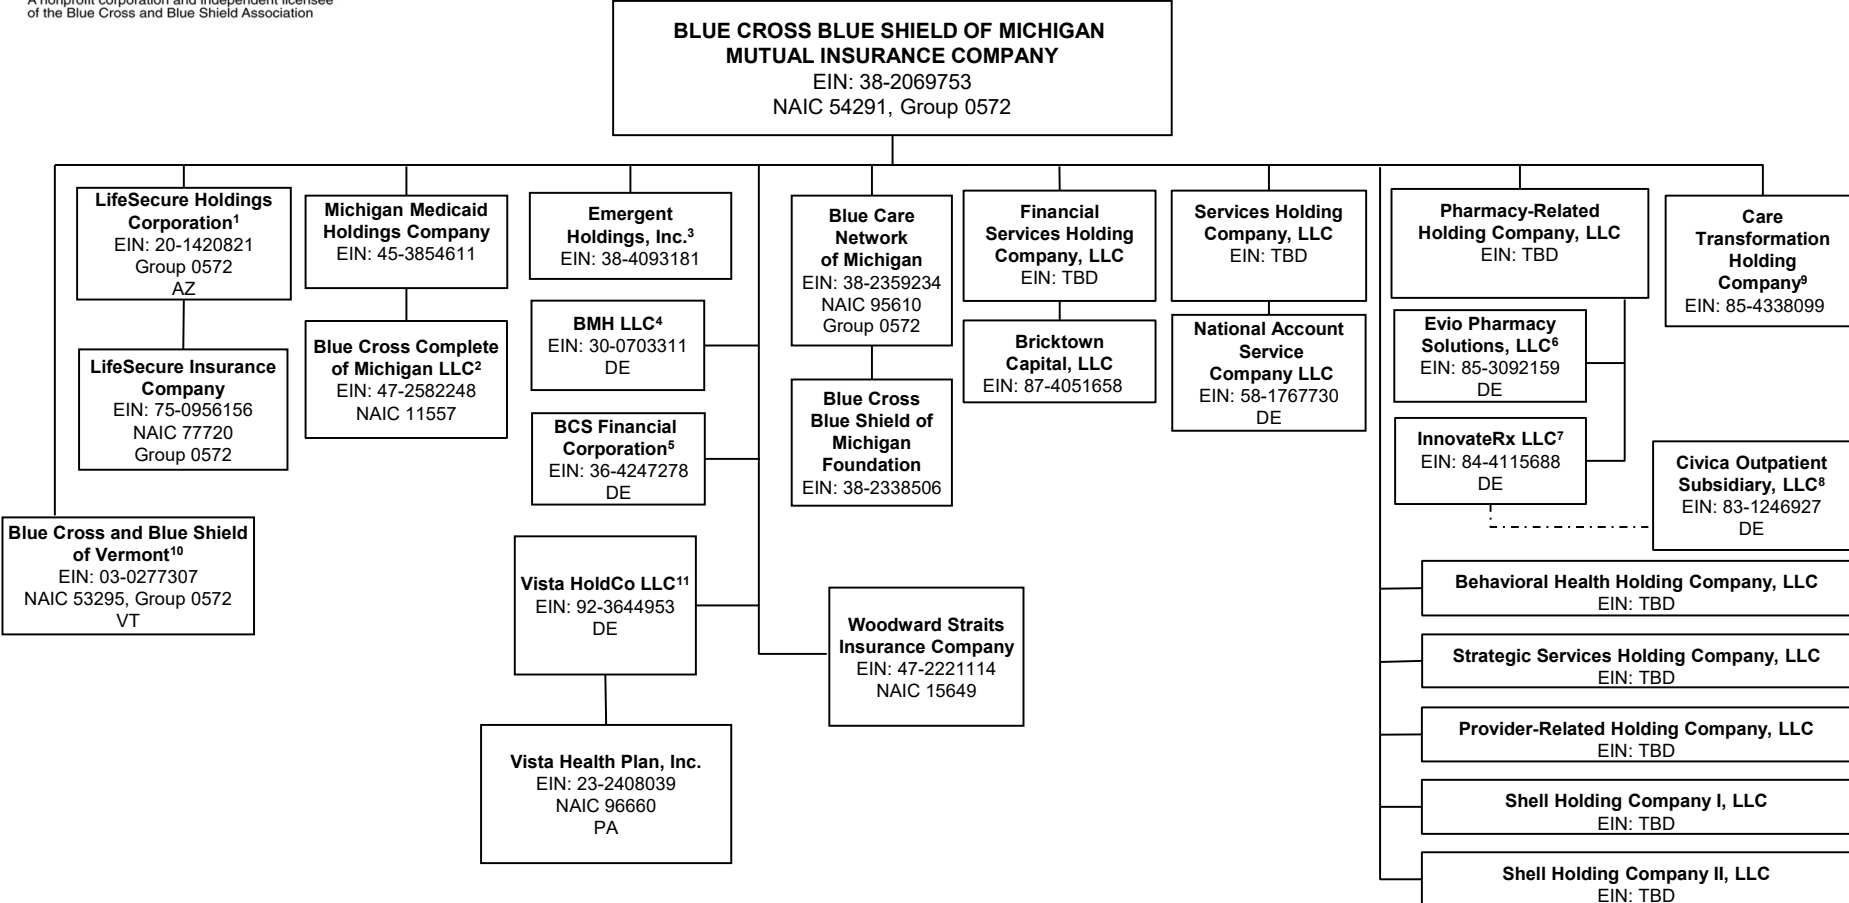 A nonprofit corporation and independent licensee
of the Blue Cross and Blue Shield Association
BLUE CROSS BLUE SHIELD OF MICHIGAN
MUTUAL INSURANCE COMPANY
EIN: 38-2069753
NAIC 54291, Group 0572
LifeSecure Holdings
Corporation¹
EIN: 20-1420821
Group 0572
AZ
Michigan Medicaid
Holdings Company
EIN: 45-3854611
Emergent
Holdings, Inc.³
EIN: 38-4093181
Blue Care
Network
of Michigan
EIN: 38-2359234
NAIC 95610
Group 0572
Financial
Services Holding
Company, LLC
EIN: TBD
Services Holding
Company, LLC
EIN: TBD
Pharmacy-Related
Holding Company, LLC
EIN: TBD
Care
Transformation
Holding
Company⁹
EIN: 85-4338099
LifeSecure Insurance
Company
EIN: 75-0956156
NAIC 77720
Group 0572
Blue Cross Complete
of Michigan LLC²
EIN: 47-2582248
NAIC 11557
BMH LLC⁴
EIN: 30-0703311
DE
BCS Financial
Corporation⁵
EIN: 36-4247278
DE
Blue Cross
Blue Shield of
Michigan
Foundation
EIN: 38-2338506
Bricktown
Capital, LLC
EIN: 87-4051658
National Account
Service
Company LLC
EIN: 58-1767730
DE
Evio Pharmacy
Solutions, LLC⁶
EIN: 85-3092159
DE
InnovateRx LLC⁷
EIN: 84-4115688
DE
Civica Outpatient
Subsidiary, LLC⁸
EIN: 83-1246927
DE
Blue Cross and Blue Shield
of Vermont¹⁰
EIN: 03-0277307
NAIC 53295, Group 0572
VT
Vista HoldCo LLC¹¹
EIN: 92-3644953
DE
Woodward Straits
Insurance Company
EIN: 47-2221114
NAIC 15649
Vista Health Plan, Inc.
EIN: 23-2408039
NAIC 96660
PA
Behavioral Health Holding Company, LLC
EIN: TBD
Strategic Services Holding Company, LLC
EIN: TBD
Provider-Related Holding Company, LLC
EIN: TBD
Shell Holding Company I, LLC
EIN: TBD
Shell Holding Company II, LLC
EIN: TBD